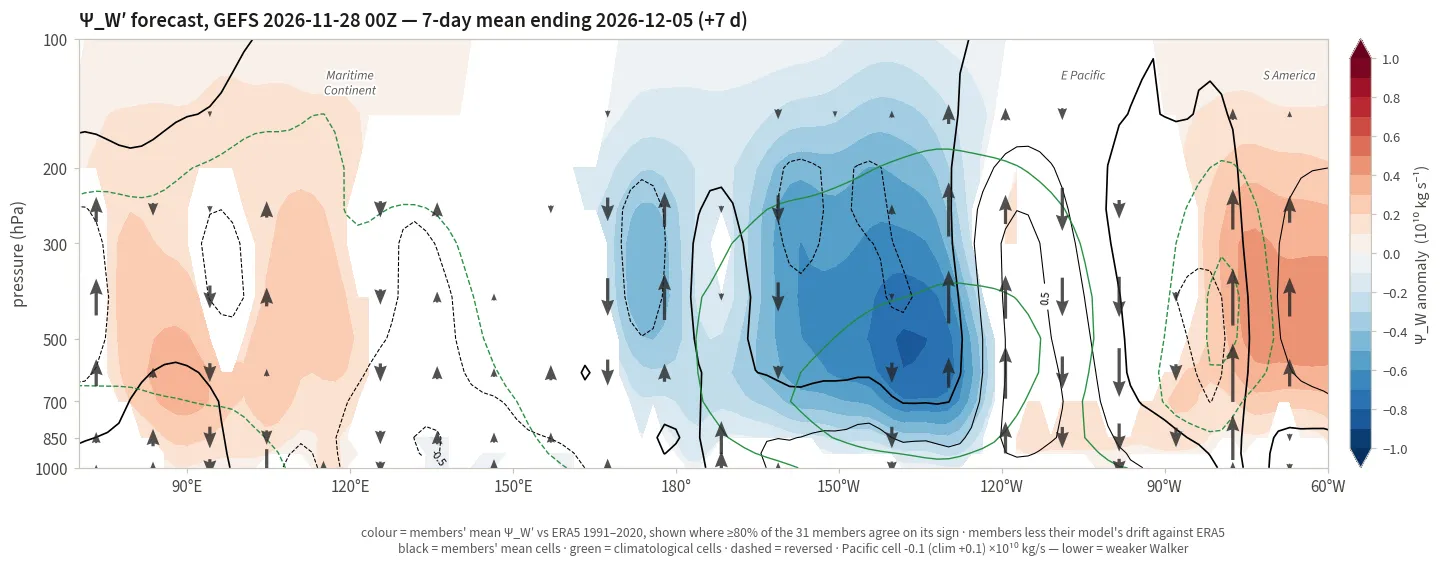 Ψ_W′ forecast, GEFS 2026-11-28 00Z — 7-day mean ending 2026-12-05 (+7 d)
100
200
300
500
700
850
1000
pressure (hPa)
Maritime
Continent
E Pacific
S America
0.5
0.5
90°E
120°E
150°E
180°
150°W
120°W
90°W
60°W
1.0
0.8
0.6
0.4
0.2
0.0
−0.2
−0.4
−0.6
−0.8
−1.0
Ψ_W anomaly (10¹⁰ kg s⁻¹)
colour = members' mean Ψ_W′ vs ERA5 1991–2020, shown where ≥80% of the 31 members agree on its sign · members less their model's drift against ERA5
black = members' mean cells · green = climatological cells · dashed = reversed · Pacific cell -0.1 (clim +0.1) ×10¹⁰ kg/s — lower = weaker Walker